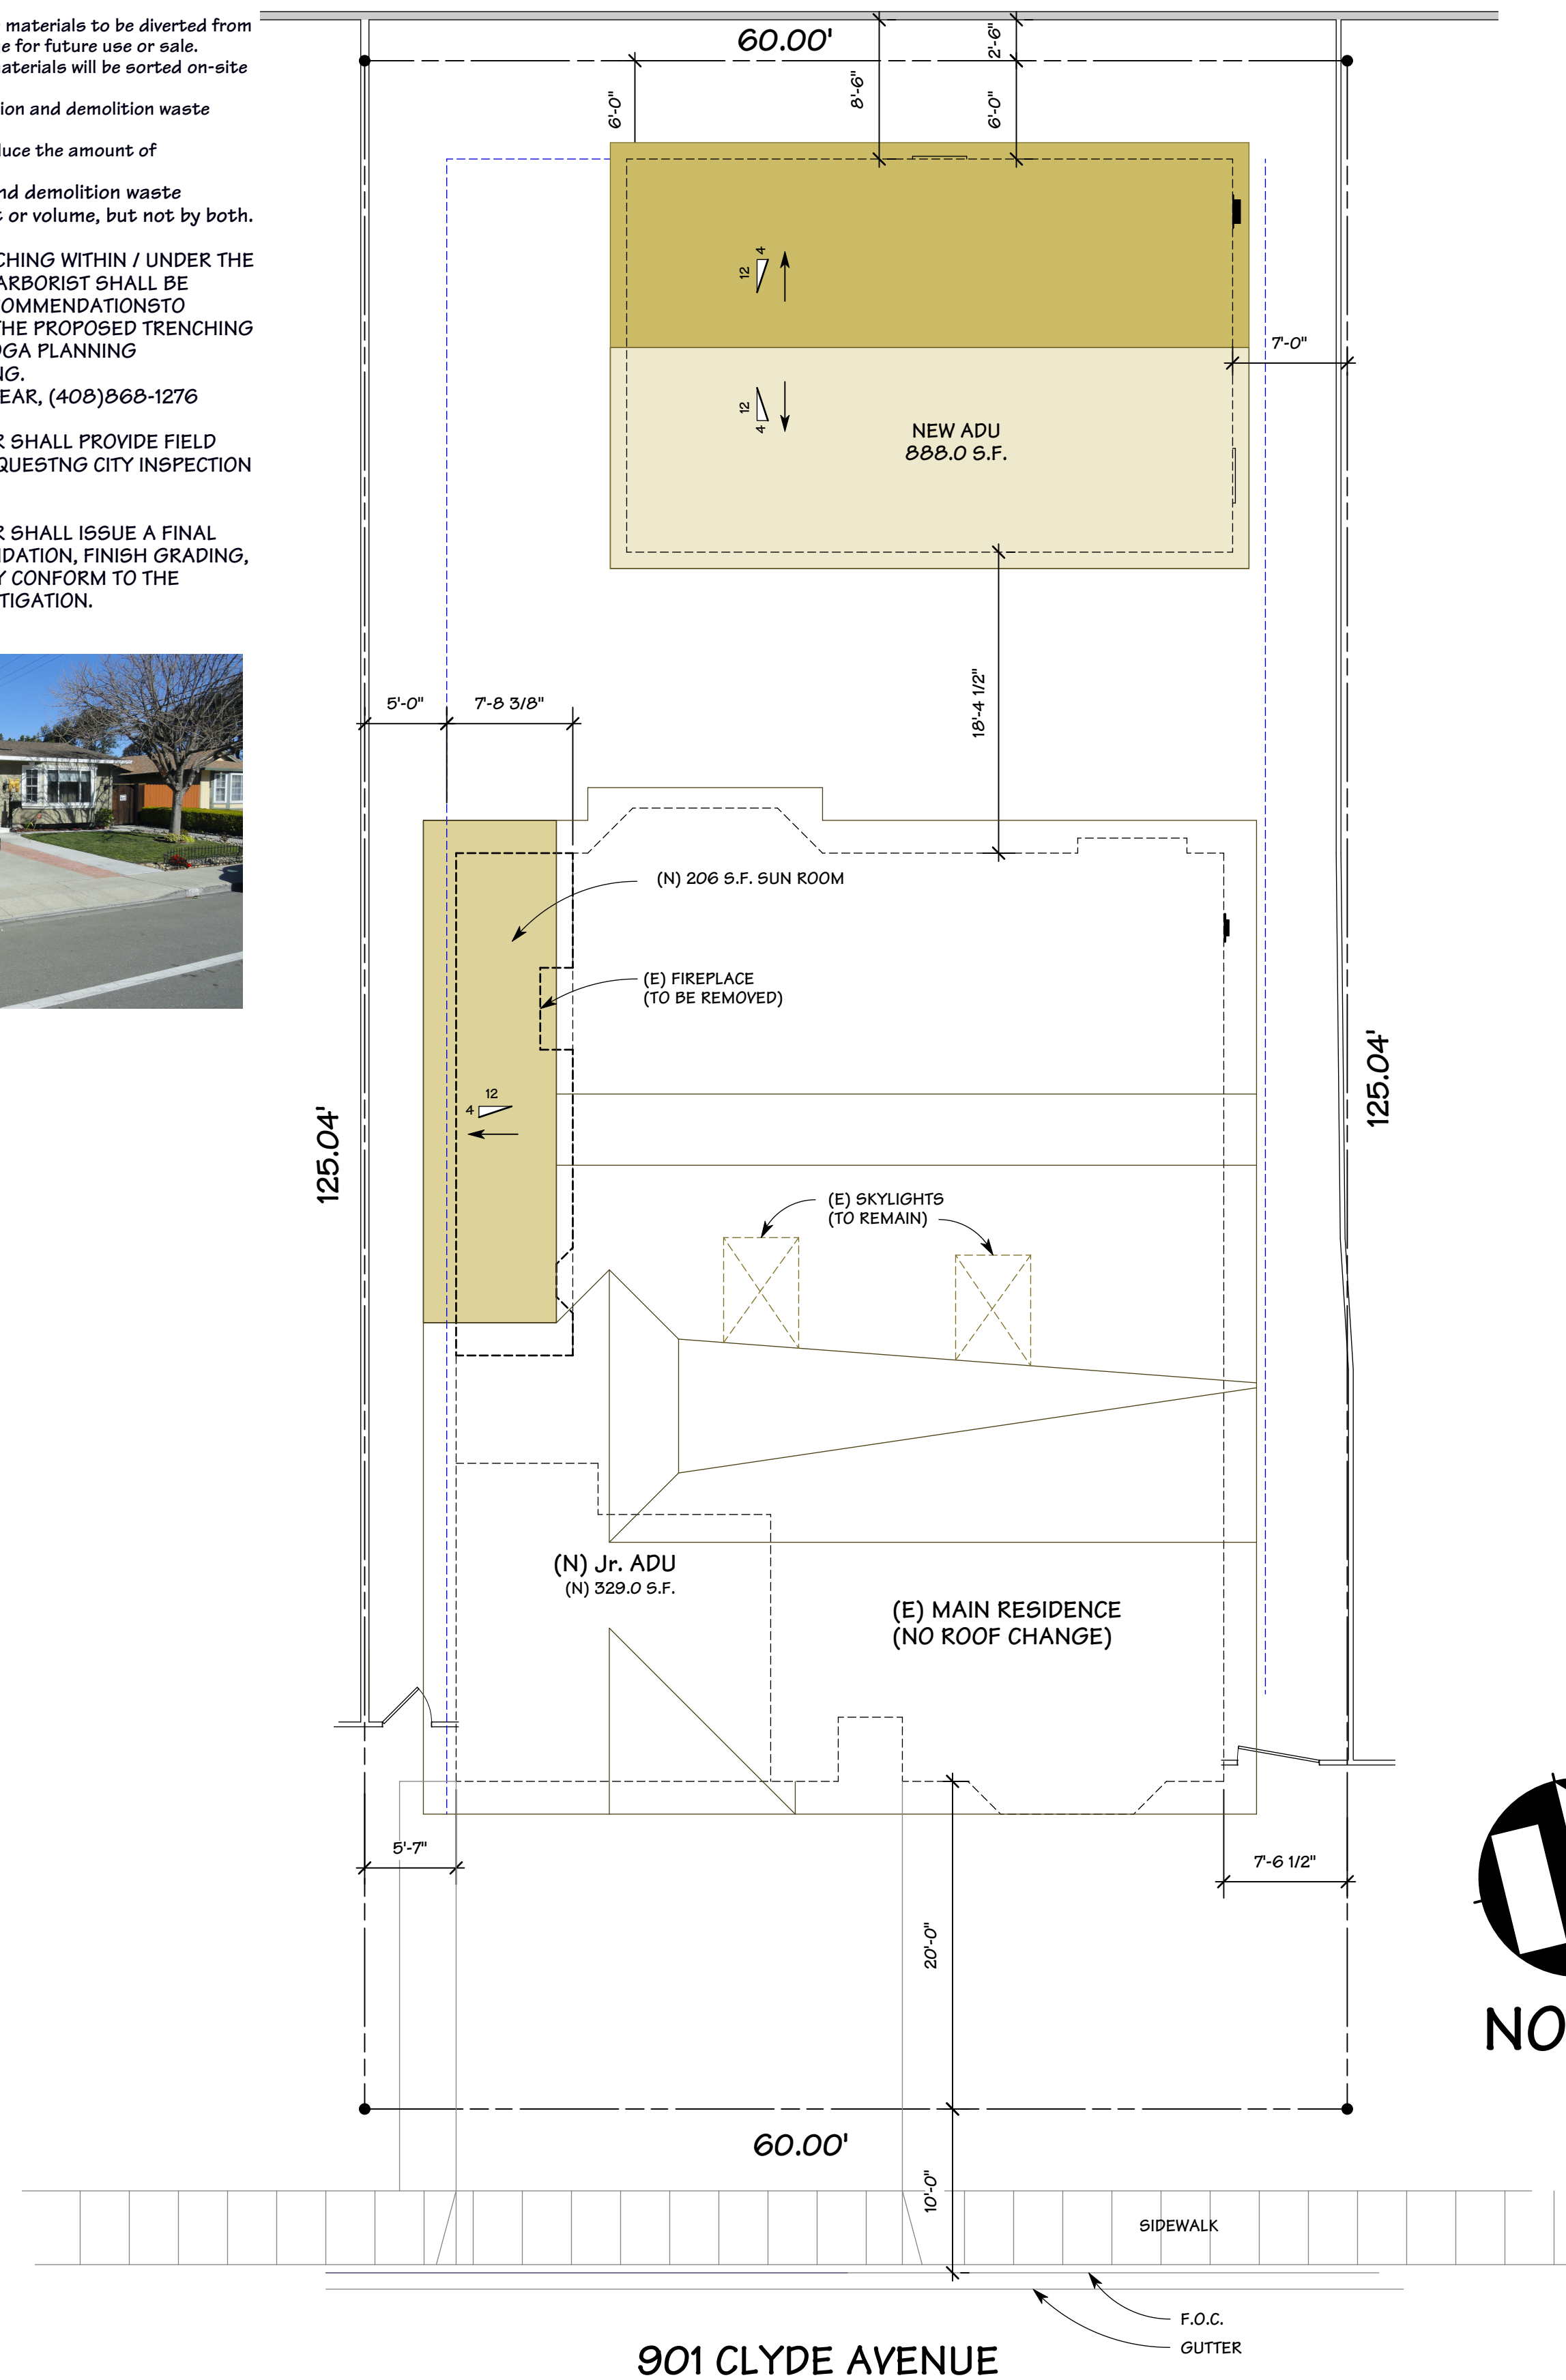 materials to be diverted from
e for future use or sale.
aterials will be sorted on-site
ion and demolition waste
luce the amount of
nd demolition waste
t or volume, but not by both.
CHING WITHIN / UNDER THE
ARBORIST SHALL BE
COMMENDATIONSTO
THE PROPOSED TRENCHING
OGA PLANNING
NG.
EAR, (408)868-1276
R SHALL PROVIDE FIELD
QUESTNG CITY INSPECTION
R SHALL ISSUE A FINAL
NDATION, FINISH GRADING,
Y CONFORM TO THE
TIGATION.
60.00'
2'-6"
8'-6"
6'-0"
6'-0"
12
4
7'-0"
12
4
NEW ADU
888.0 S.F.
18'-4 1/2"
5'-0"
7'-8 3/8"
(N) 206 S.F. SUN ROOM
(E) FIREPLACE
(TO BE REMOVED)
125.04'
125.04'
12
4
(E) SKYLIGHTS
(TO REMAIN)
(N) Jr. ADU
(N) 329.0 S.F.
(E) MAIN RESIDENCE
(NO ROOF CHANGE)
5'-7"
7'-6 1/2"
20'-0"
NO
60.00'
10'-0"
SIDEWALK
F.O.C.
GUTTER
901 CLYDE AVENUE